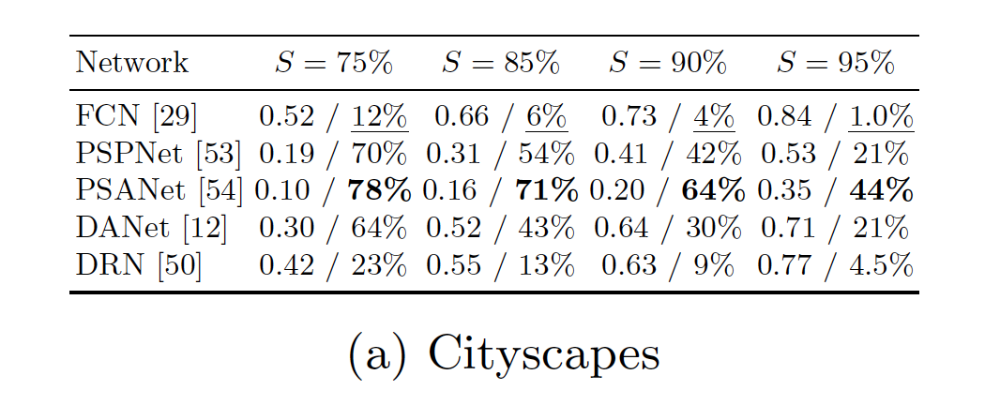 Network S = 75% S = 85% S = 90% S = 95%
FCN [29] 0.52 / 12% 0.66 / 6% 0.73 / 4% 0.84 / 1.0%
PSPNet [53] 0.19 / 70% 0.31 / 54% 0.41 / 42% 0.53 / 21%
PSANet [54] 0.10 / 78% 0.16 / 71% 0.20 / 64% 0.35 / 44%
DANet [12] 0.30 / 64% 0.52 / 43% 0.64 / 30% 0.71 / 21%
DRN [50] 0.42 / 23% 0.55 / 13% 0.63 / 9% 0.77 / 4.5%
(a) Cityscapes